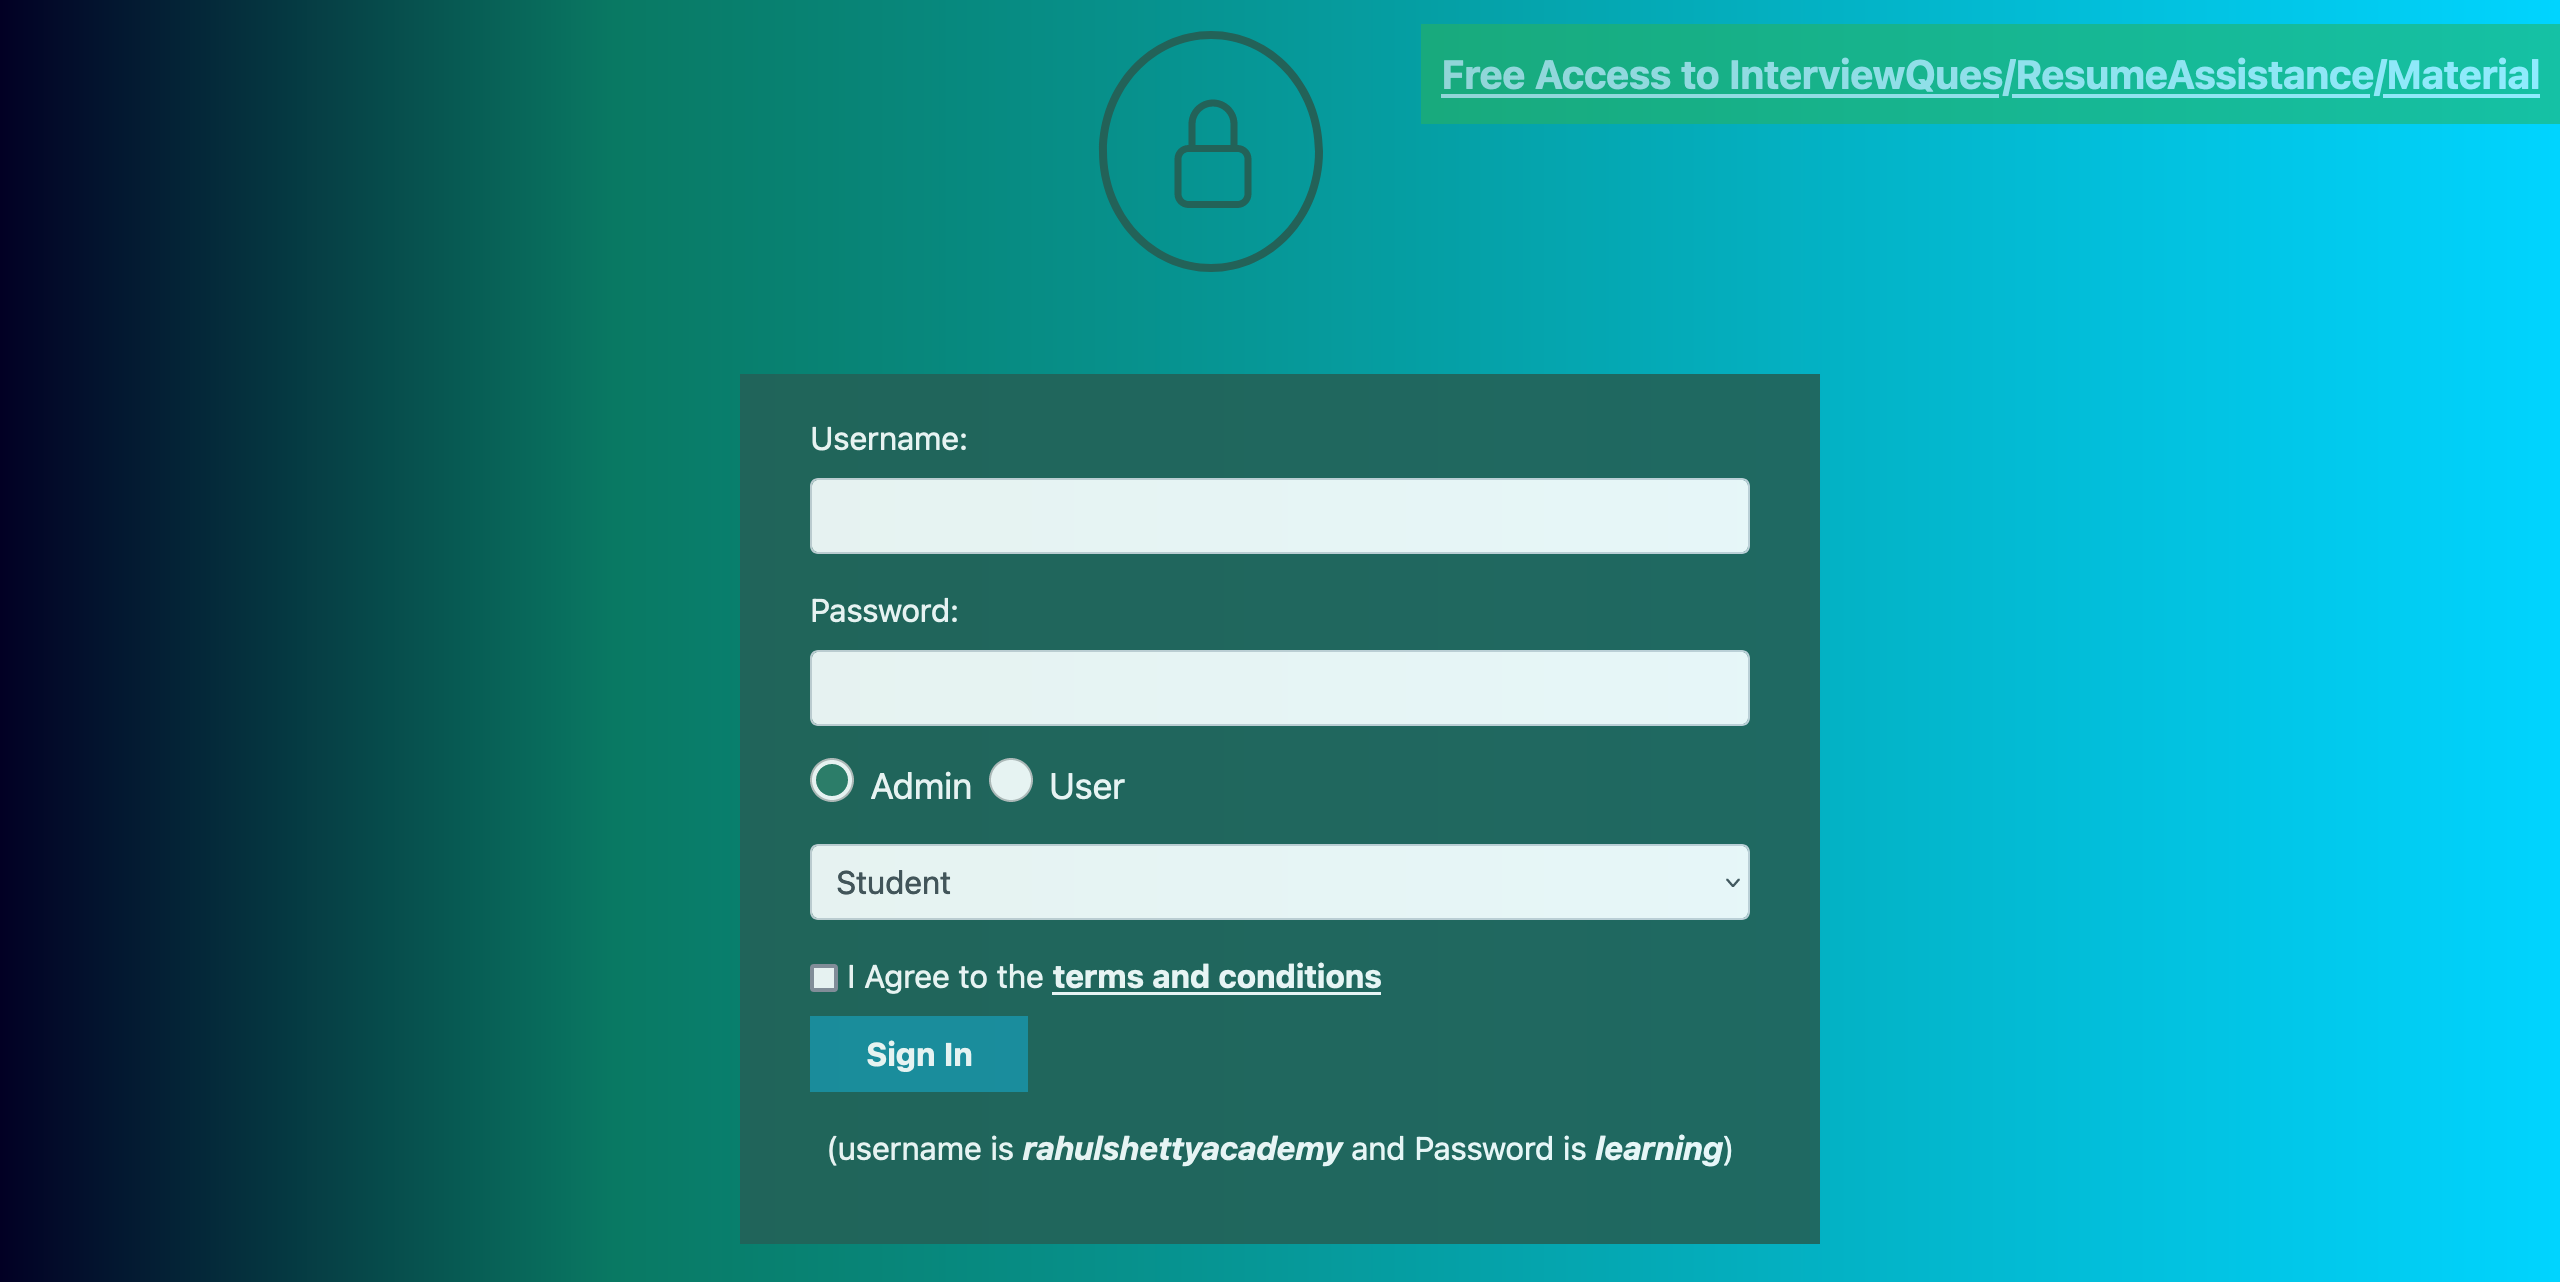 Free Access to InterviewQues/ResumeAssistance/Material
Username:
Password:
Admin User
Student
I Agree to the terms and conditions
Sign In
(username is rahulshettyacademy and Password is learning)